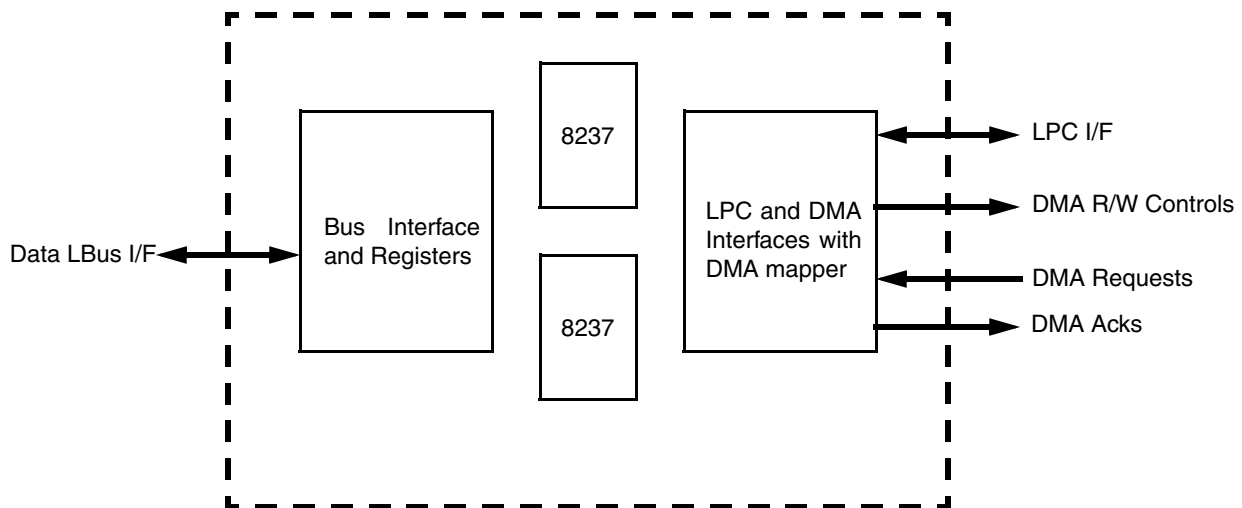 Data LBus I/F
Bus Interface
and Registers
8237
8237
LPC and DMA
Interfaces with
DMA mapper
LPC I/F
DMA R/W Controls
DMA Requests
DMA Acks